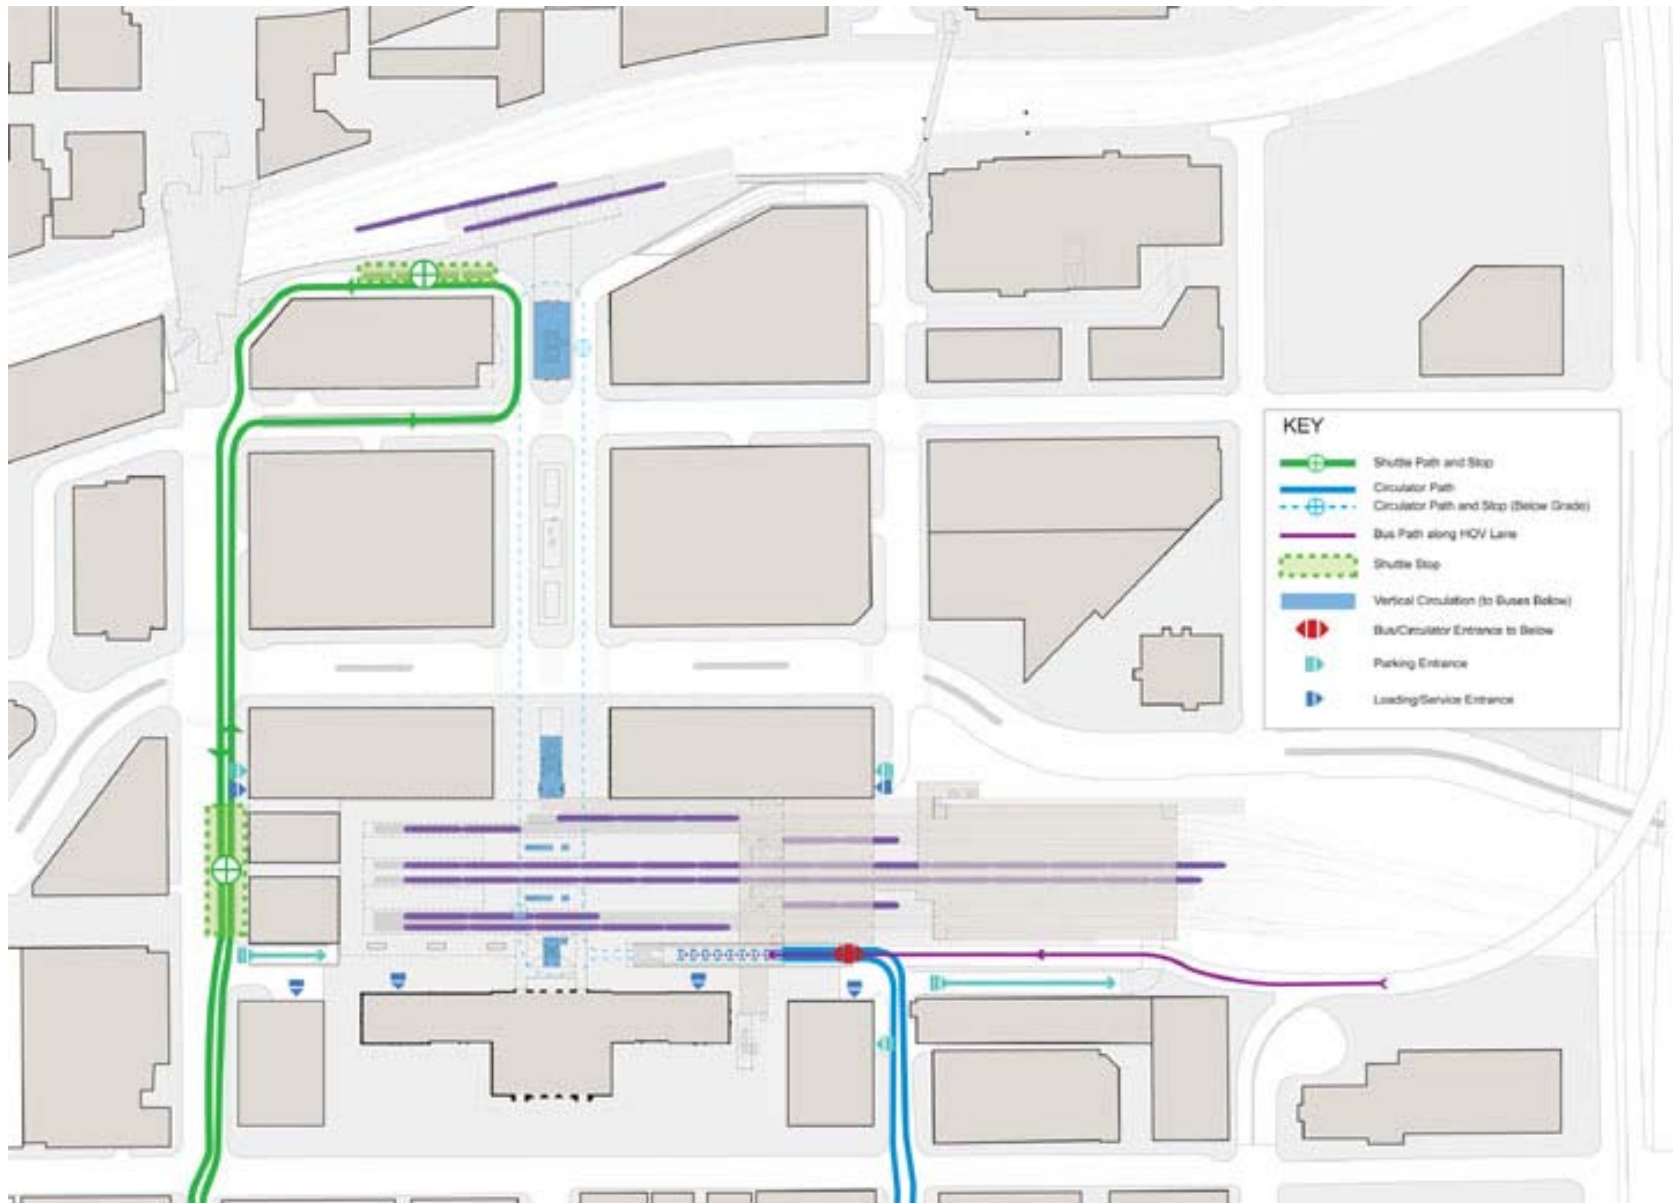 KEY
Shuttle Path and Stop
Circulator Path
Circulator Path and Stop (Below Grade)
Bus Path along HOV Lane
Shuttle Stop
Vertical Circulation (to Buses Below)
Bus/Circulator Entrance to Below
Parking Entrance
Loading/Service Entrance